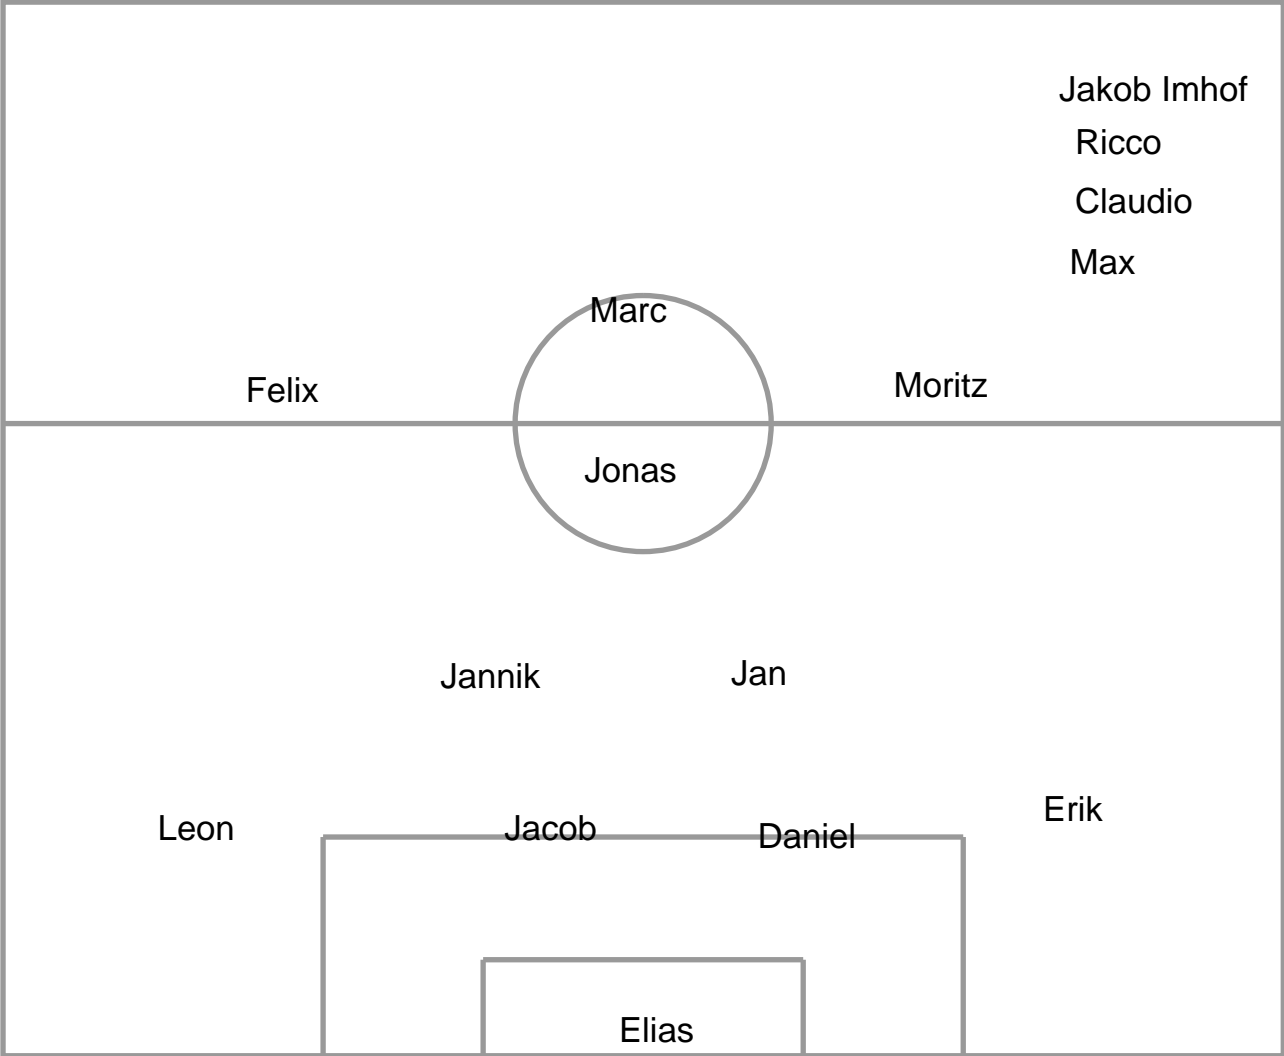 Jakob Imhof
Ricco
Claudio
Max
Marc
Felix
Moritz
Jonas
Jannik
Jan
Leon
Jacob
Daniel
Erik
Elias